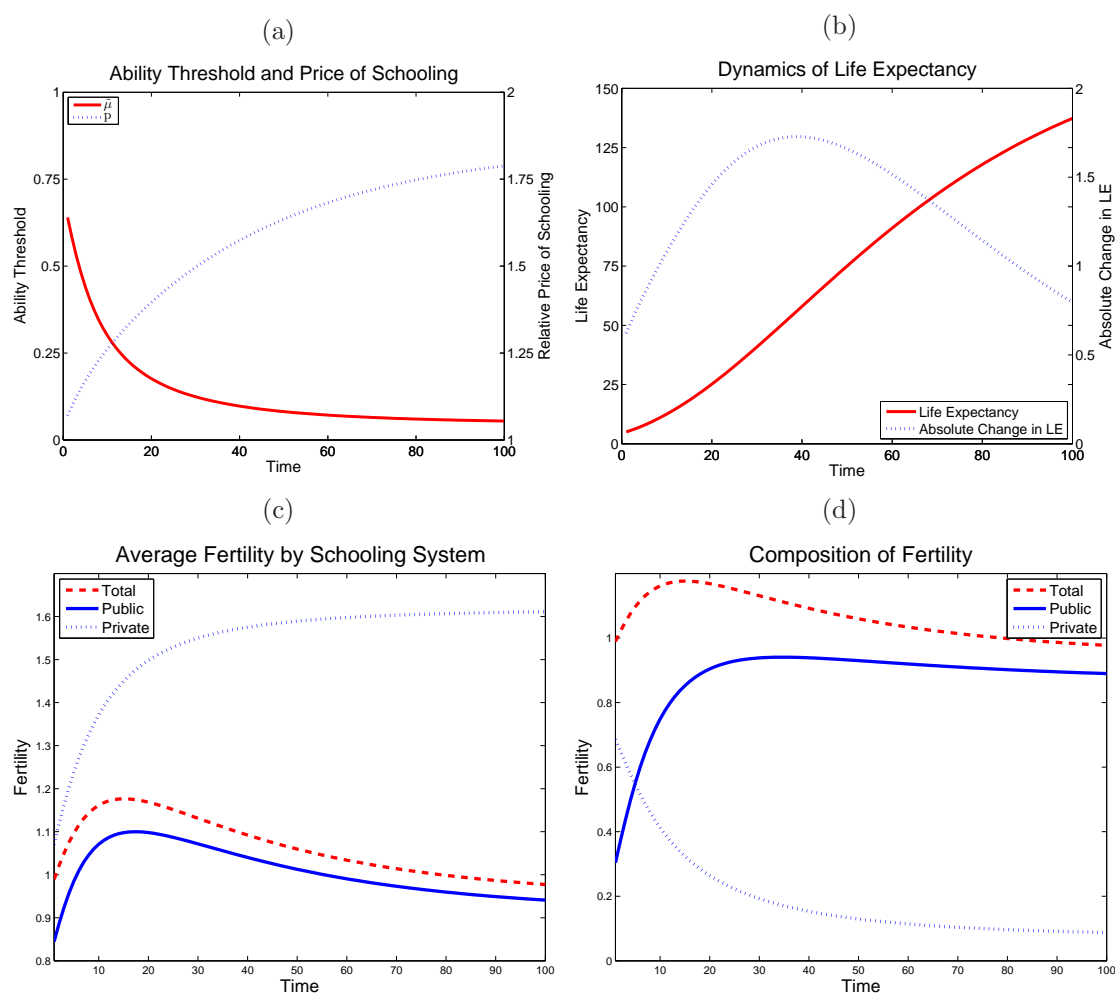 (a)
Ability Threshold and Price of Schooling
1
0.75
0.5
0.25
0
Ability Threshold
μ̃
p
2
1.75
1.5
1.25
1
Relative Price of Schooling
0 20 40 60 80 100
Time
(b)
Dynamics of Life Expectancy
150
125
100
75
50
25
0
Life Expectancy
2
1.5
1
0.5
0
Absolute Change in LE
Life Expectancy
Absolute Change in LE
0 20 40 60 80 100
Time
(c)
Average Fertility by Schooling System
Total
Public
Private
1.6
1.5
1.4
1.3
1.2
1.1
1
0.9
0.8
Fertility
10 20 30 40 50 60 70 80 90 100
Time
(d)
Composition of Fertility
Total
Public
Private
1
0.8
0.6
0.4
0.2
0
Fertility
10 20 30 40 50 60 70 80 90 100
Time